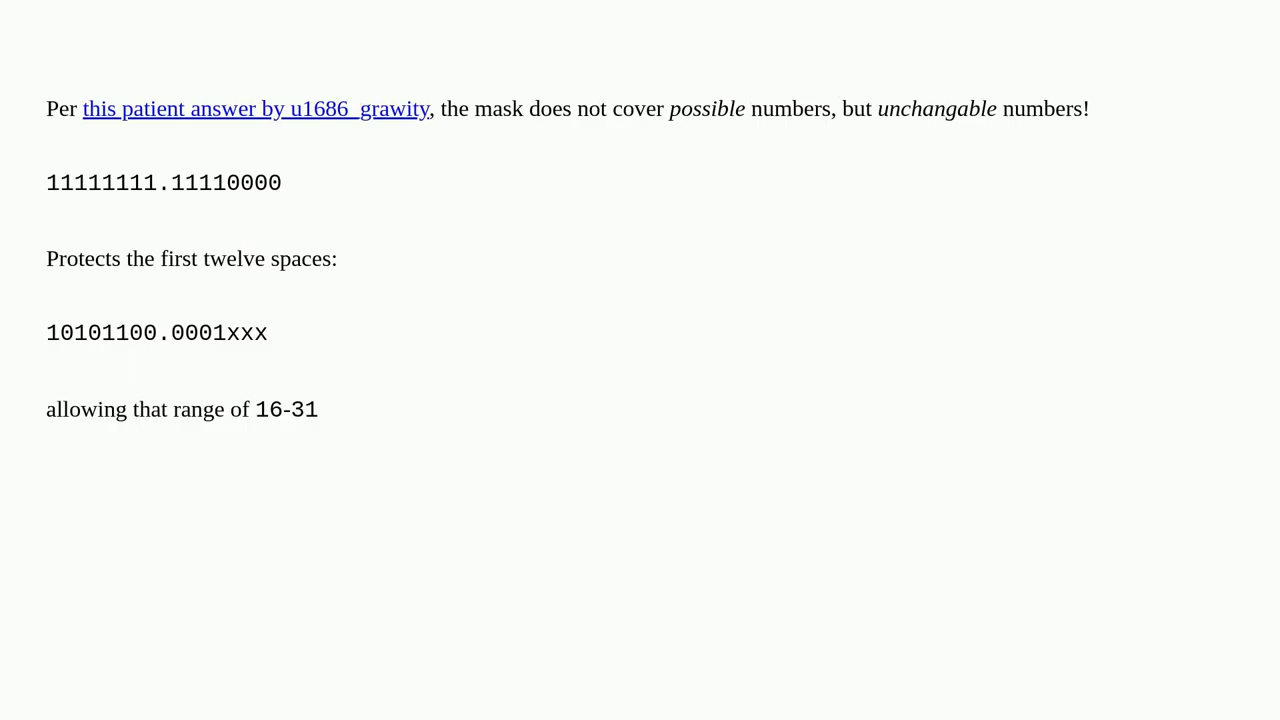 Per this patient answer by u1686_grawity, the mask does not cover possible numbers, but unchangable numbers!
11111111.11110000
Protects the first twelve spaces:
10101100.0001xxx
allowing that range of 16-31